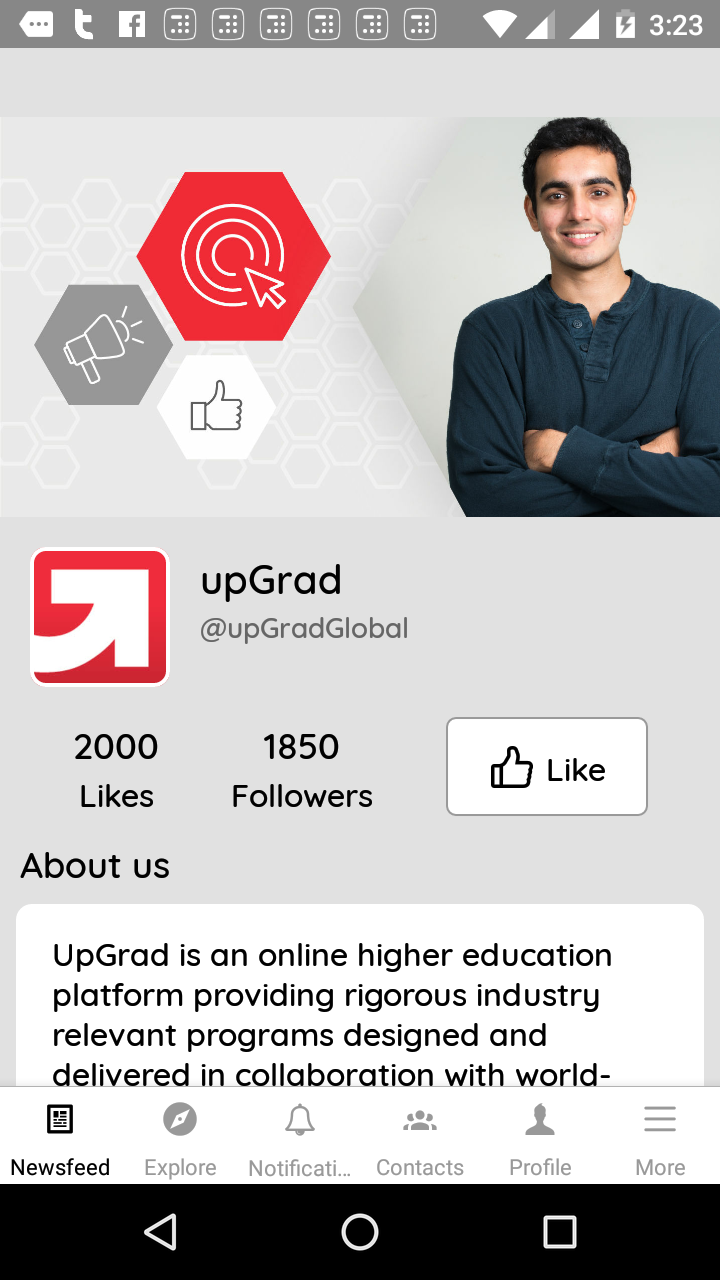 3:23
upGrad
@upGradGlobal
2000
Likes
1850
Followers
Like
About us
UpGrad is an online higher education
platform providing rigorous industry
relevant programs designed and
delivered in collaboration with world-
Newsfeed
Explore
Notificati...
Contacts
Profile
More